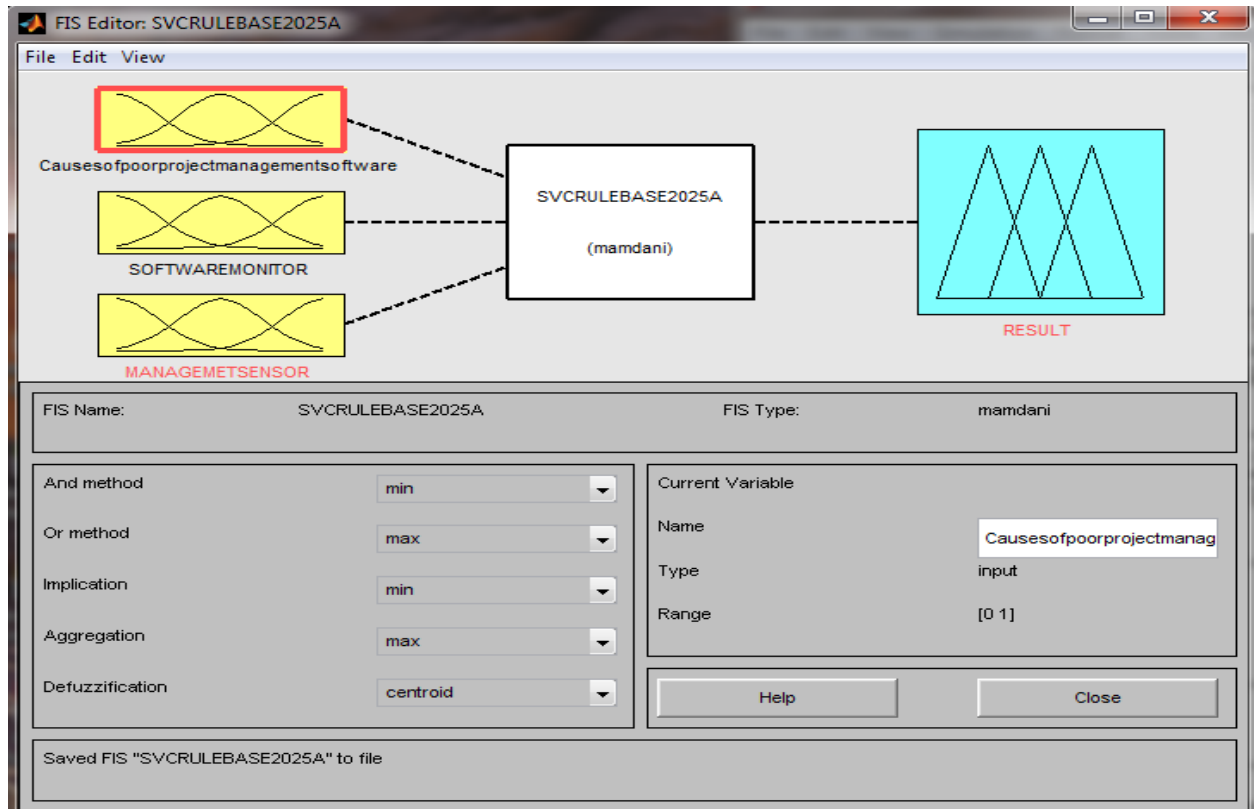 FIS Editor: SVCRULEBASE2025A
File Edit View
Causesofpoorprojectmanagementsoftware
SOFTWAREMONITOR
MANAGEMETSENSOR
SVCRULEBASE2025A
(mamdani)
RESULT
FIS Name: SVCRULEBASE2025A FIS Type: mamdani
And method min
Or method max
Implication min
Aggregation max
Defuzzification centroid
Current Variable
Name Causesofpoorprojectmanag
Type input
Range [0 1]
Help Close
Saved FIS "SVCRULEBASE2025A" to file